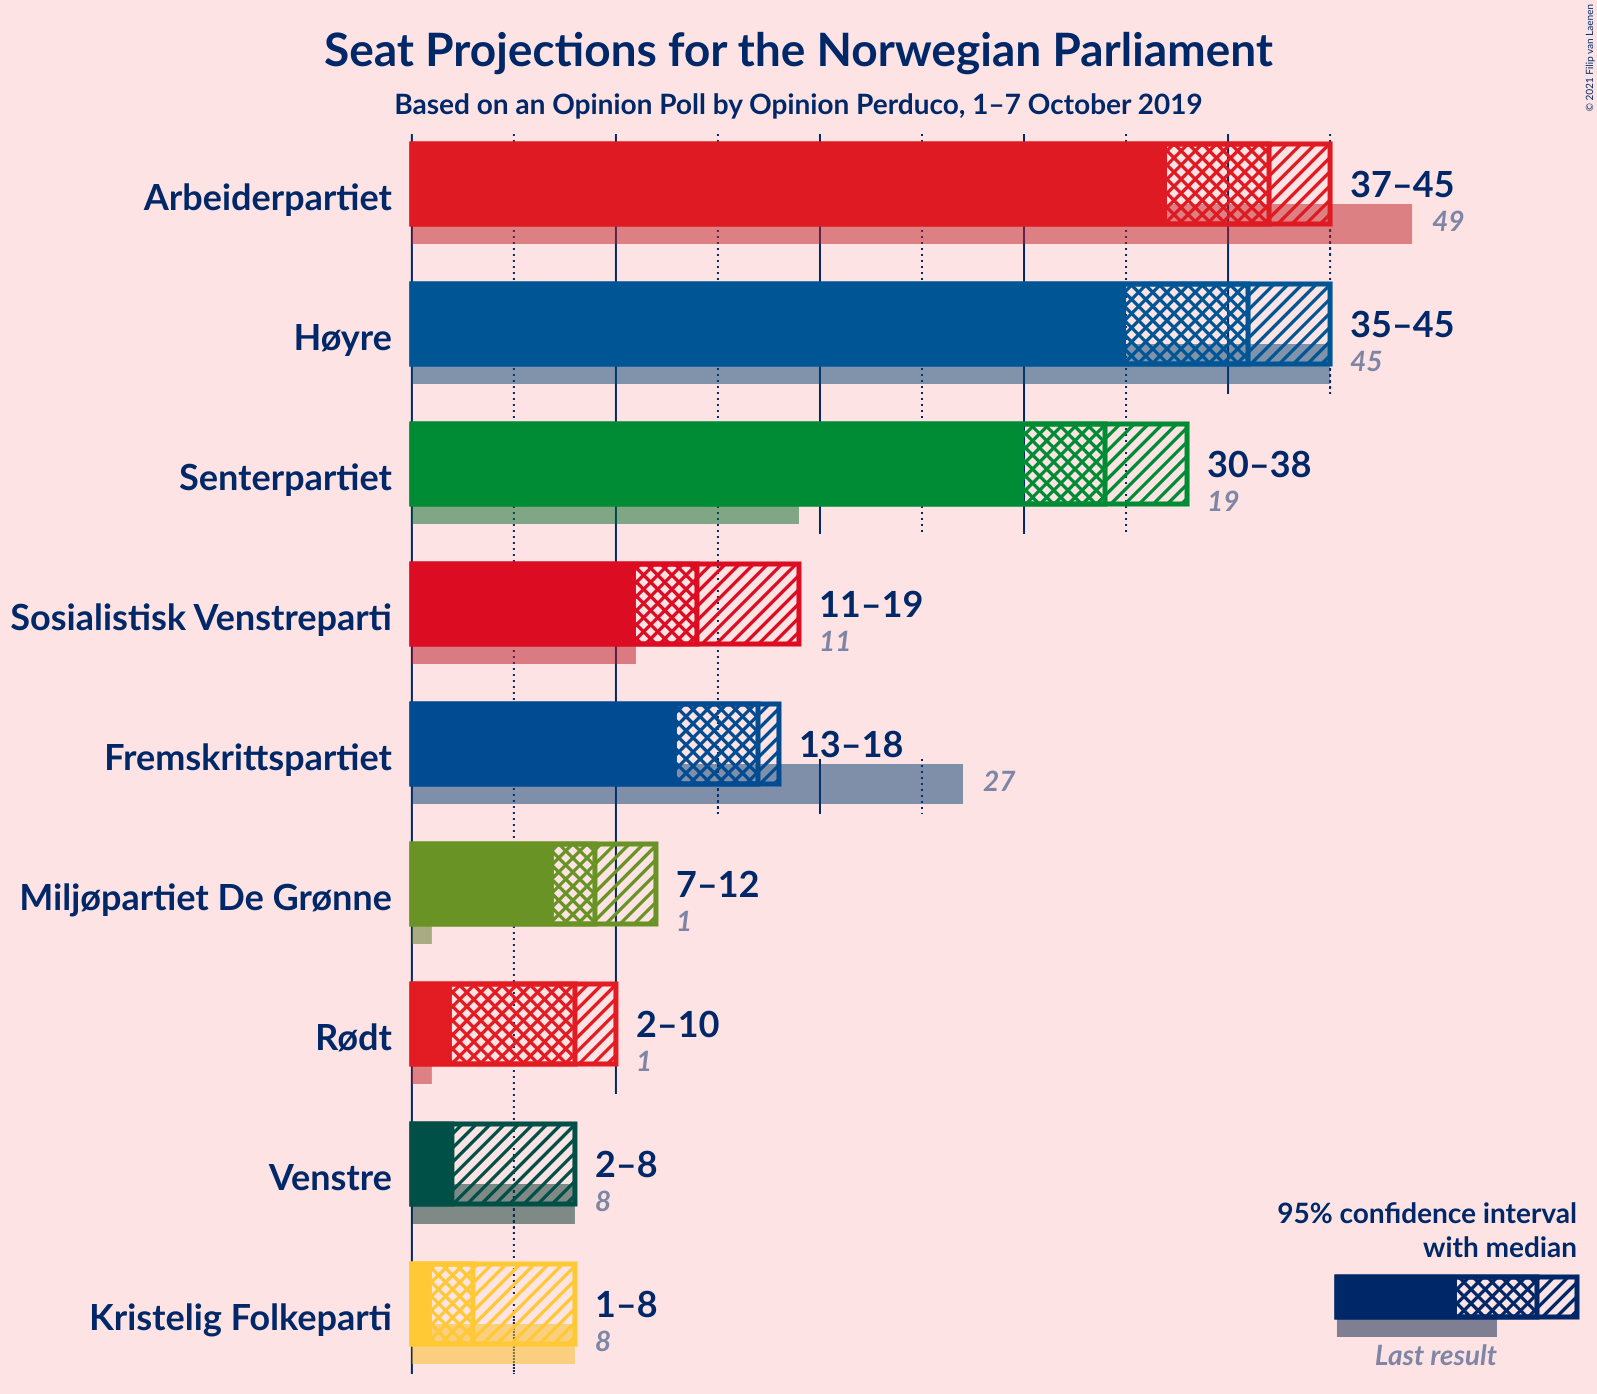 Seat Projections for the Norwegian Parliament
Based on an Opinion Poll by Opinion Perduco, 1–7 October 2019
© 2021 Filip van Laenen
Arbeiderpartiet
37–45
49
Høyre
35–45
45
Senterpartiet
30–38
19
Sosialistisk Venstreparti
11–19
11
Fremskrittspartiet
13–18
27
Miljøpartiet De Grønne
7–12
1
Rødt
2–10
1
Venstre
2–8
8
Kristelig Folkeparti
1–8
8
95% confidence interval
with median
Last result